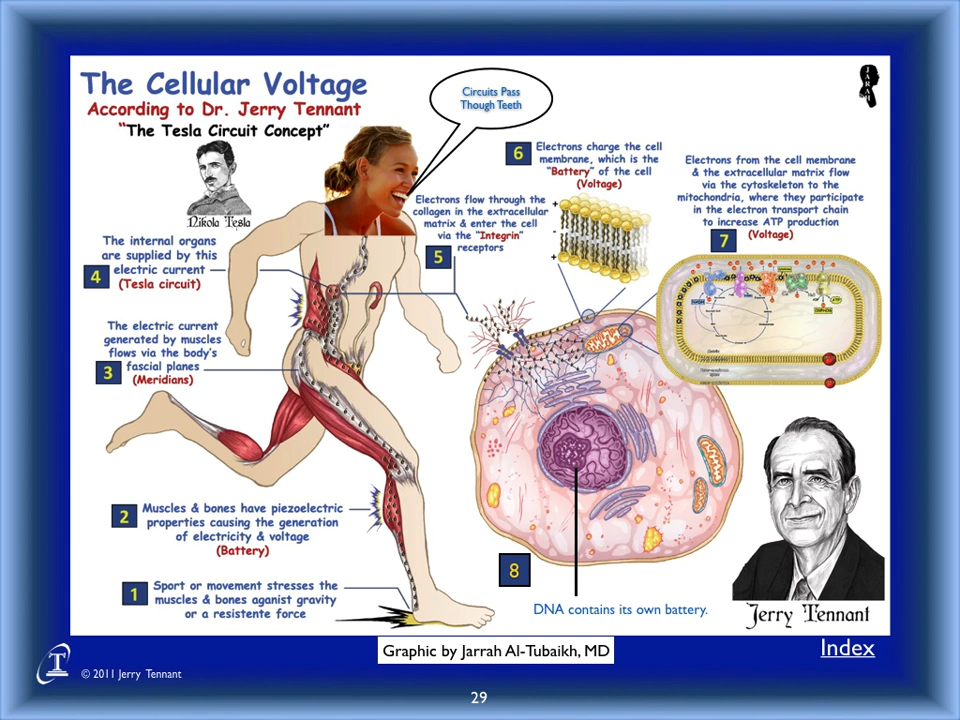 The Cellular Voltage
According to Dr. Jerry Tennant
"The Tesla Circuit Concept"
Nikola Tesla
Circuits Pass
Though Teeth
JARAH
The internal organs
are supplied by this
electric current
(Tesla circuit)
4
The electric current
generated by muscles
flows via the body's
fascial planes
(Meridians)
3
Muscles & bones have piezoelectric
properties causing the generation
of electricity & voltage
(Battery)
2
Sport or movement stresses the
muscles & bones aganist gravity
or a resistente force
1
Electrons flow through the
collagen in the extracellular
matrix & enter the cell
via the "Integrin"
receptors
5
6
Electrons charge the cell
membrane, which is the
"Battery" of the cell
(Voltage)
+
-
+
Electrons from the cell membrane
& the extracellular matrix flow
via the cytoskeleton to the
mitochondria, where they participate
in the electron transport chain
to increase ATP production
(Voltage)
7
8
DNA contains its own battery.
Jerry Tennant
Graphic by Jarrah Al-Tubaikh, MD
Index
T
© 2011 Jerry Tennant
29